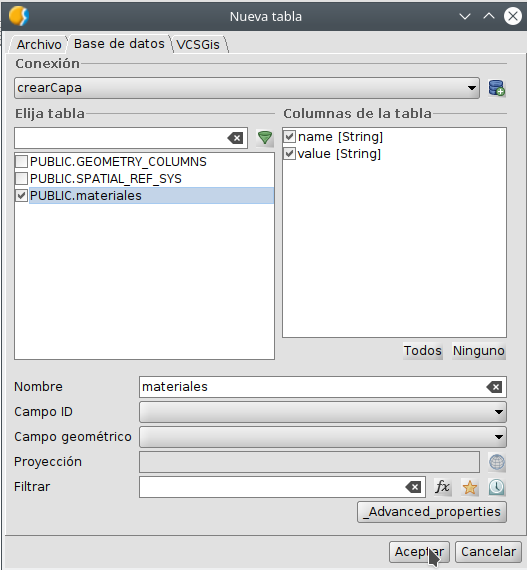 Nueva tabla
Archivo Base de datos VCSGis
Conexión
crearCapa
Elija tabla Columnas de la tabla
name [String]
PUBLIC.GEOMETRY_COLUMNS value [String]
PUBLIC.SPATIAL_REF_SYS
PUBLIC.materiales
Todos Ninguno
Nombre materiales
Campo ID
Campo geométrico
Proyección
Filtrar fx
_Advanced_properties
Aceptar Cancelar